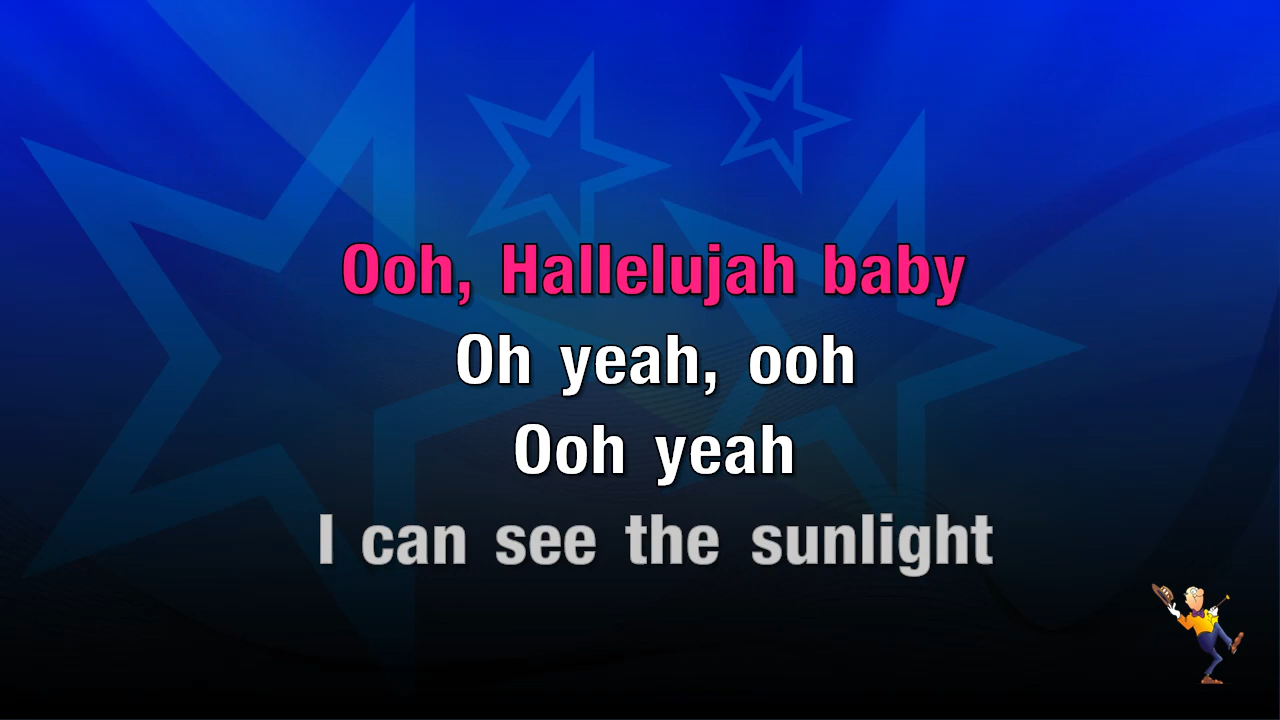 Ooh, Hallelujah baby
Oh yeah, ooh
Ooh yeah
I can see the sunlight